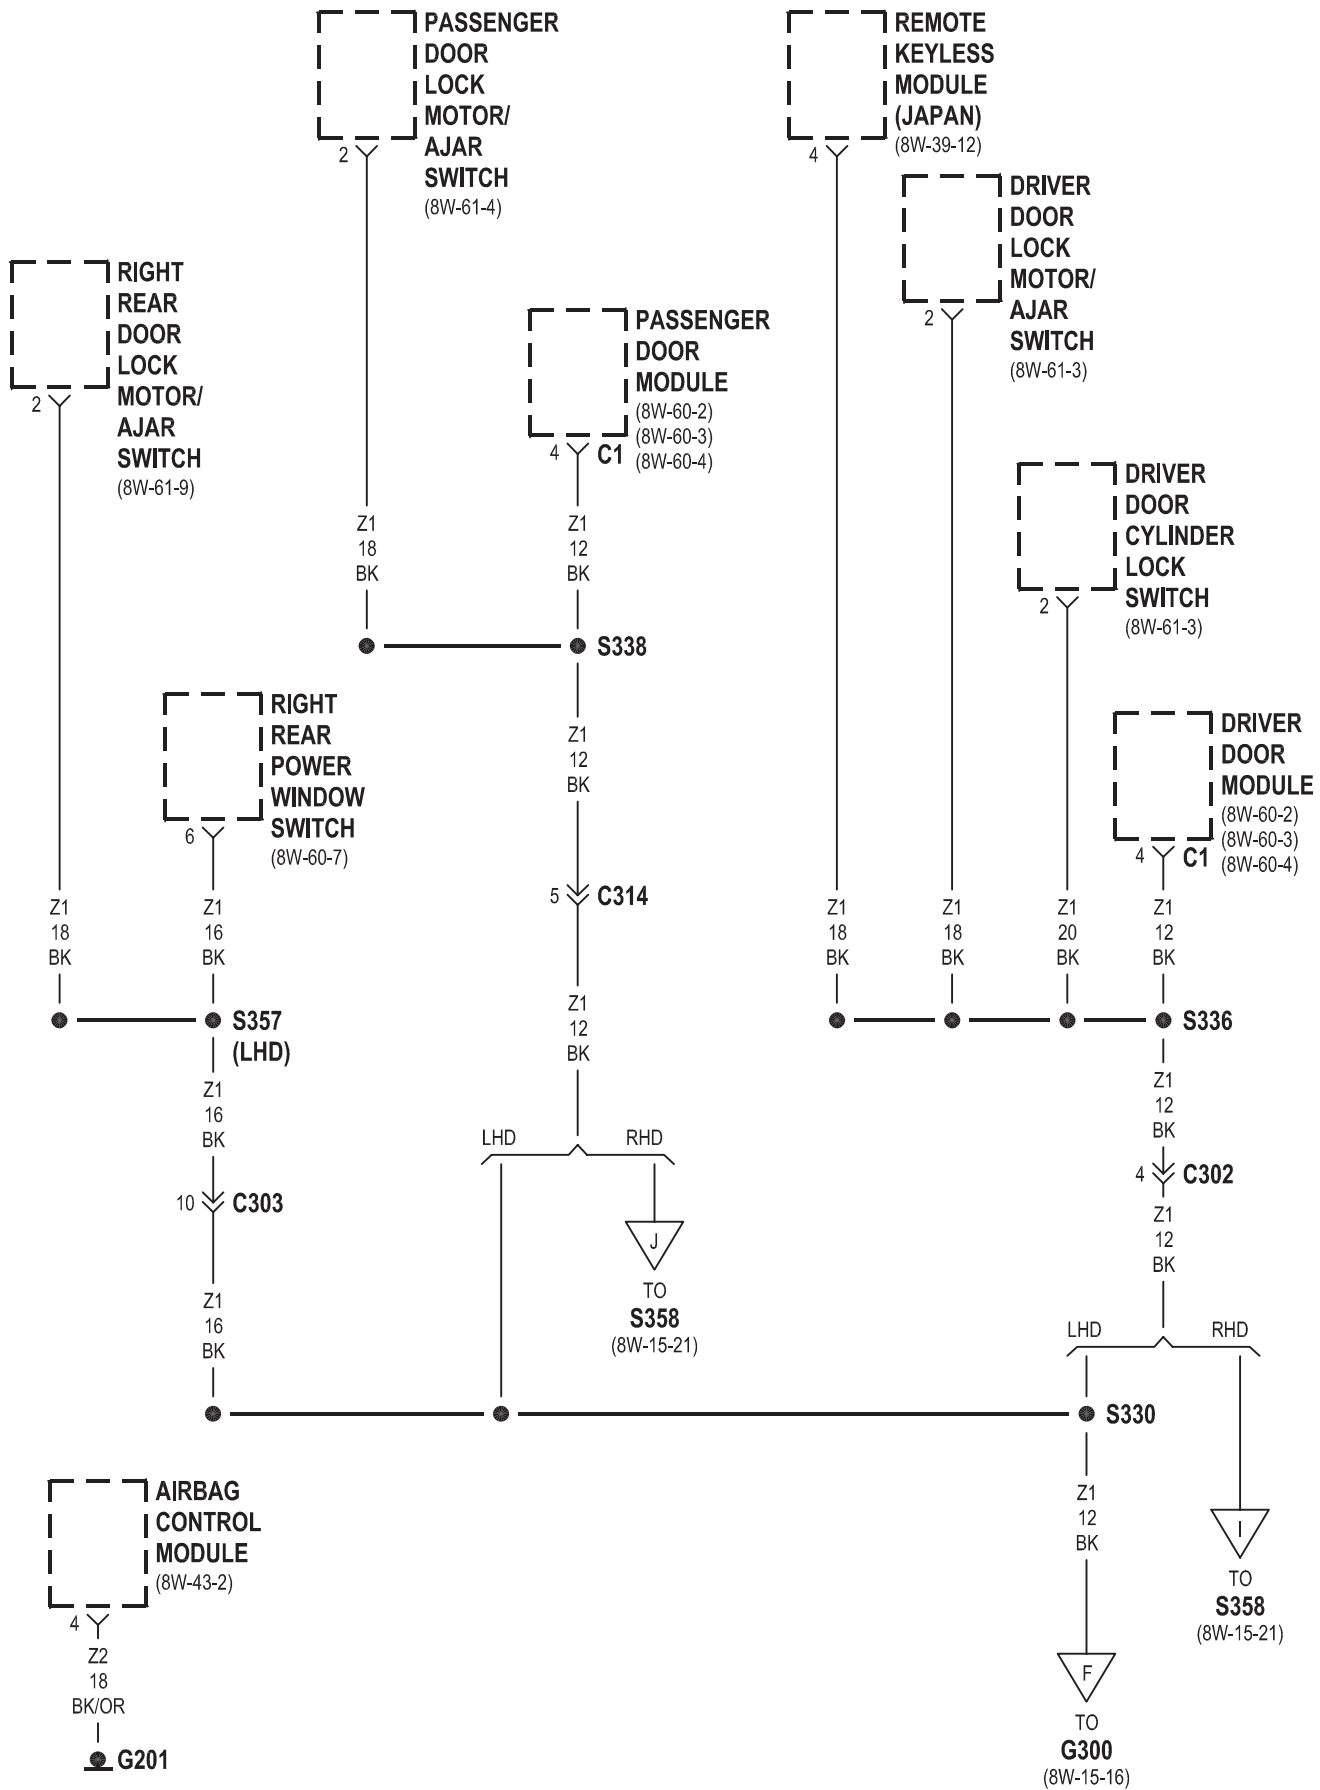 PASSENGER
DOOR
LOCK
MOTOR/
AJAR
SWITCH
(8W-61-4)
2
REMOTE
KEYLESS
MODULE
(JAPAN)
(8W-39-12)
4
DRIVER
DOOR
LOCK
MOTOR/
AJAR
SWITCH
(8W-61-3)
2
RIGHT
REAR
DOOR
LOCK
MOTOR/
AJAR
SWITCH
(8W-61-9)
2
PASSENGER
DOOR
MODULE
(8W-60-2)
(8W-60-3)
(8W-60-4)
4 C1
DRIVER
DOOR
CYLINDER
LOCK
SWITCH
(8W-61-3)
2
Z1
18
BK
Z1
12
BK
S338
RIGHT
REAR
POWER
WINDOW
SWITCH
(8W-60-7)
6
Z1
12
BK
DRIVER
DOOR
MODULE
(8W-60-2)
(8W-60-3)
(8W-60-4)
4 C1
5 C314
Z1
18
BK
Z1
16
BK
Z1
18
BK
Z1
18
BK
Z1
20
BK
Z1
12
BK
S357
(LHD)
Z1
12
BK
S336
Z1
16
BK
Z1
12
BK
LHD RHD
10 C303
4 C302
J
TO
S358
(8W-15-21)
Z1
12
BK
Z1
16
BK
LHD RHD
S330
AIRBAG
CONTROL
MODULE
(8W-43-2)
4
Z1
12
BK
I
TO
S358
(8W-15-21)
Z2
18
BK/OR
G201
F
TO
G300
(8W-15-16)